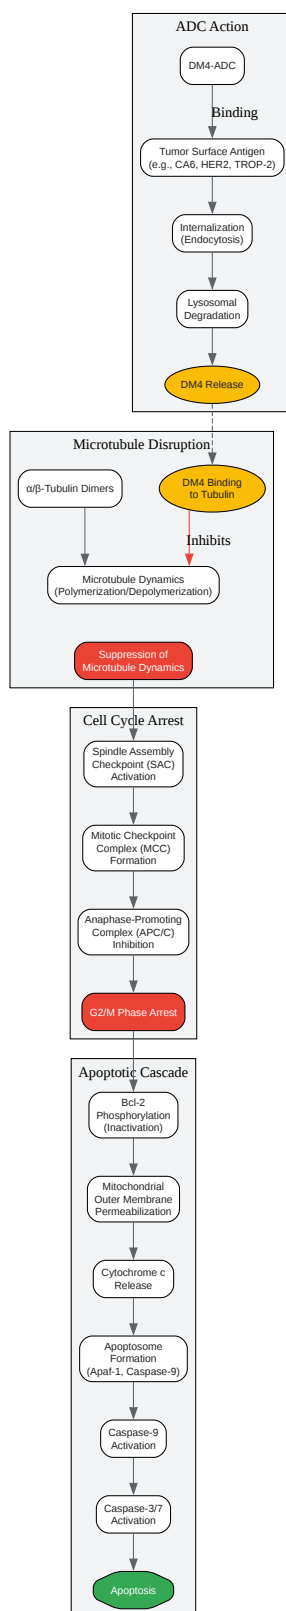 ADC Action
DM4-ADC
Binding
Tumor Surface Antigen
(e.g., CA6, HER2, TROP-2)
Internalization
(Endocytosis)
Lysosomal
Degradation
DM4 Release
Microtubule Disruption
α/β-Tubulin Dimers
DM4 Binding
to Tubulin
Inhibits
Microtubule Dynamics
(Polymerization/Depolymerization)
Suppression of
Microtubule Dynamics
Cell Cycle Arrest
Spindle Assembly
Checkpoint (SAC)
Activation
Mitotic Checkpoint
Complex (MCC)
Formation
Anaphase-Promoting
Complex (APC/C)
Inhibition
G2/M Phase Arrest
Apoptotic Cascade
Bcl-2
Phosphorylation
(Inactivation)
Mitochondrial
Outer Membrane
Permeabilization
Cytochrome c
Release
Apoptosome
Formation
(Apaf-1, Caspase-9)
Caspase-9
Activation
Caspase-3/7
Activation
Apoptosis